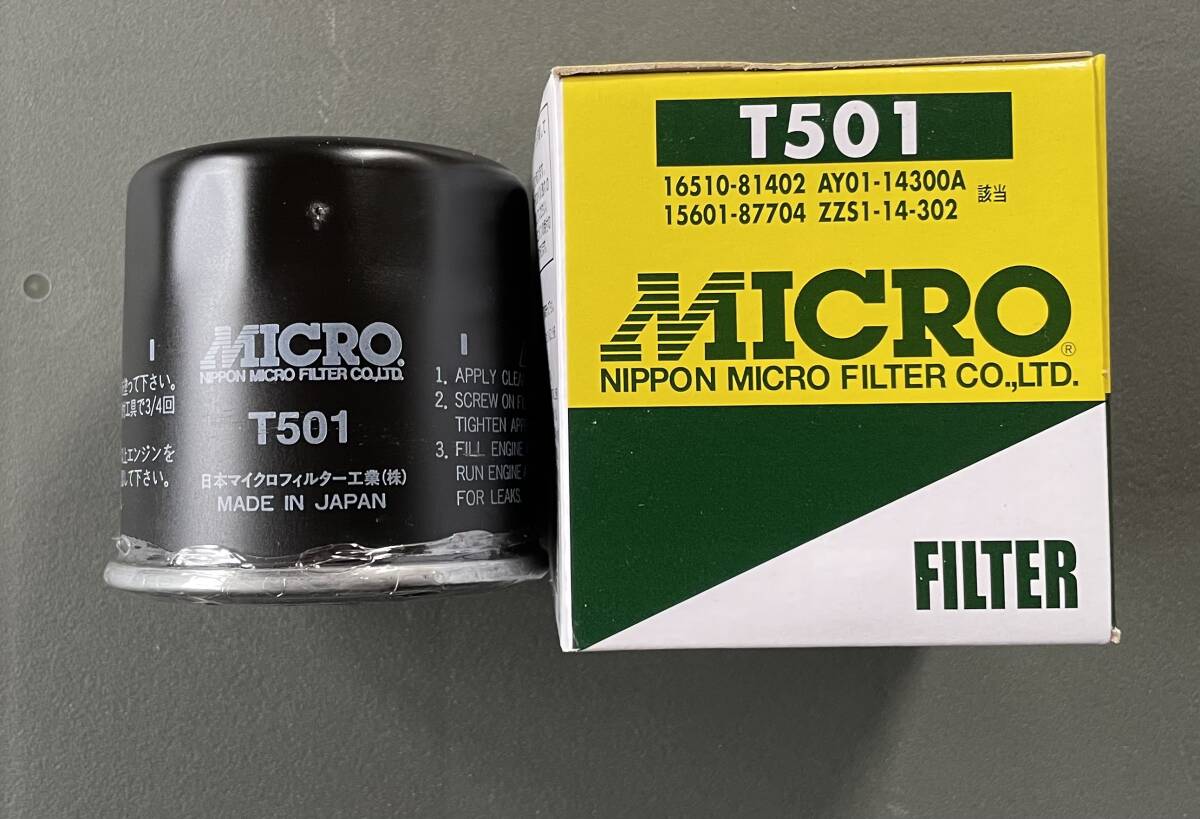 MICRO®
NIPPON MICRO FILTER CO.,LTD.
T501
日本マイクロフィルター工業(株)
MADE IN JAPAN
って下さい。
工具で3/4回
エンジンを
して下さい。
1. APPLY CLEA
2. SCREW ON F
TIGHTEN
3. FILL ENGINE
RUN ENGINE
FOR LEAKS.
T501
16510-81402 AY01-14300A
15601-87704 ZZS1-14-302
該当
MICRO®
NIPPON MICRO FILTER CO.,LTD.
FILTER